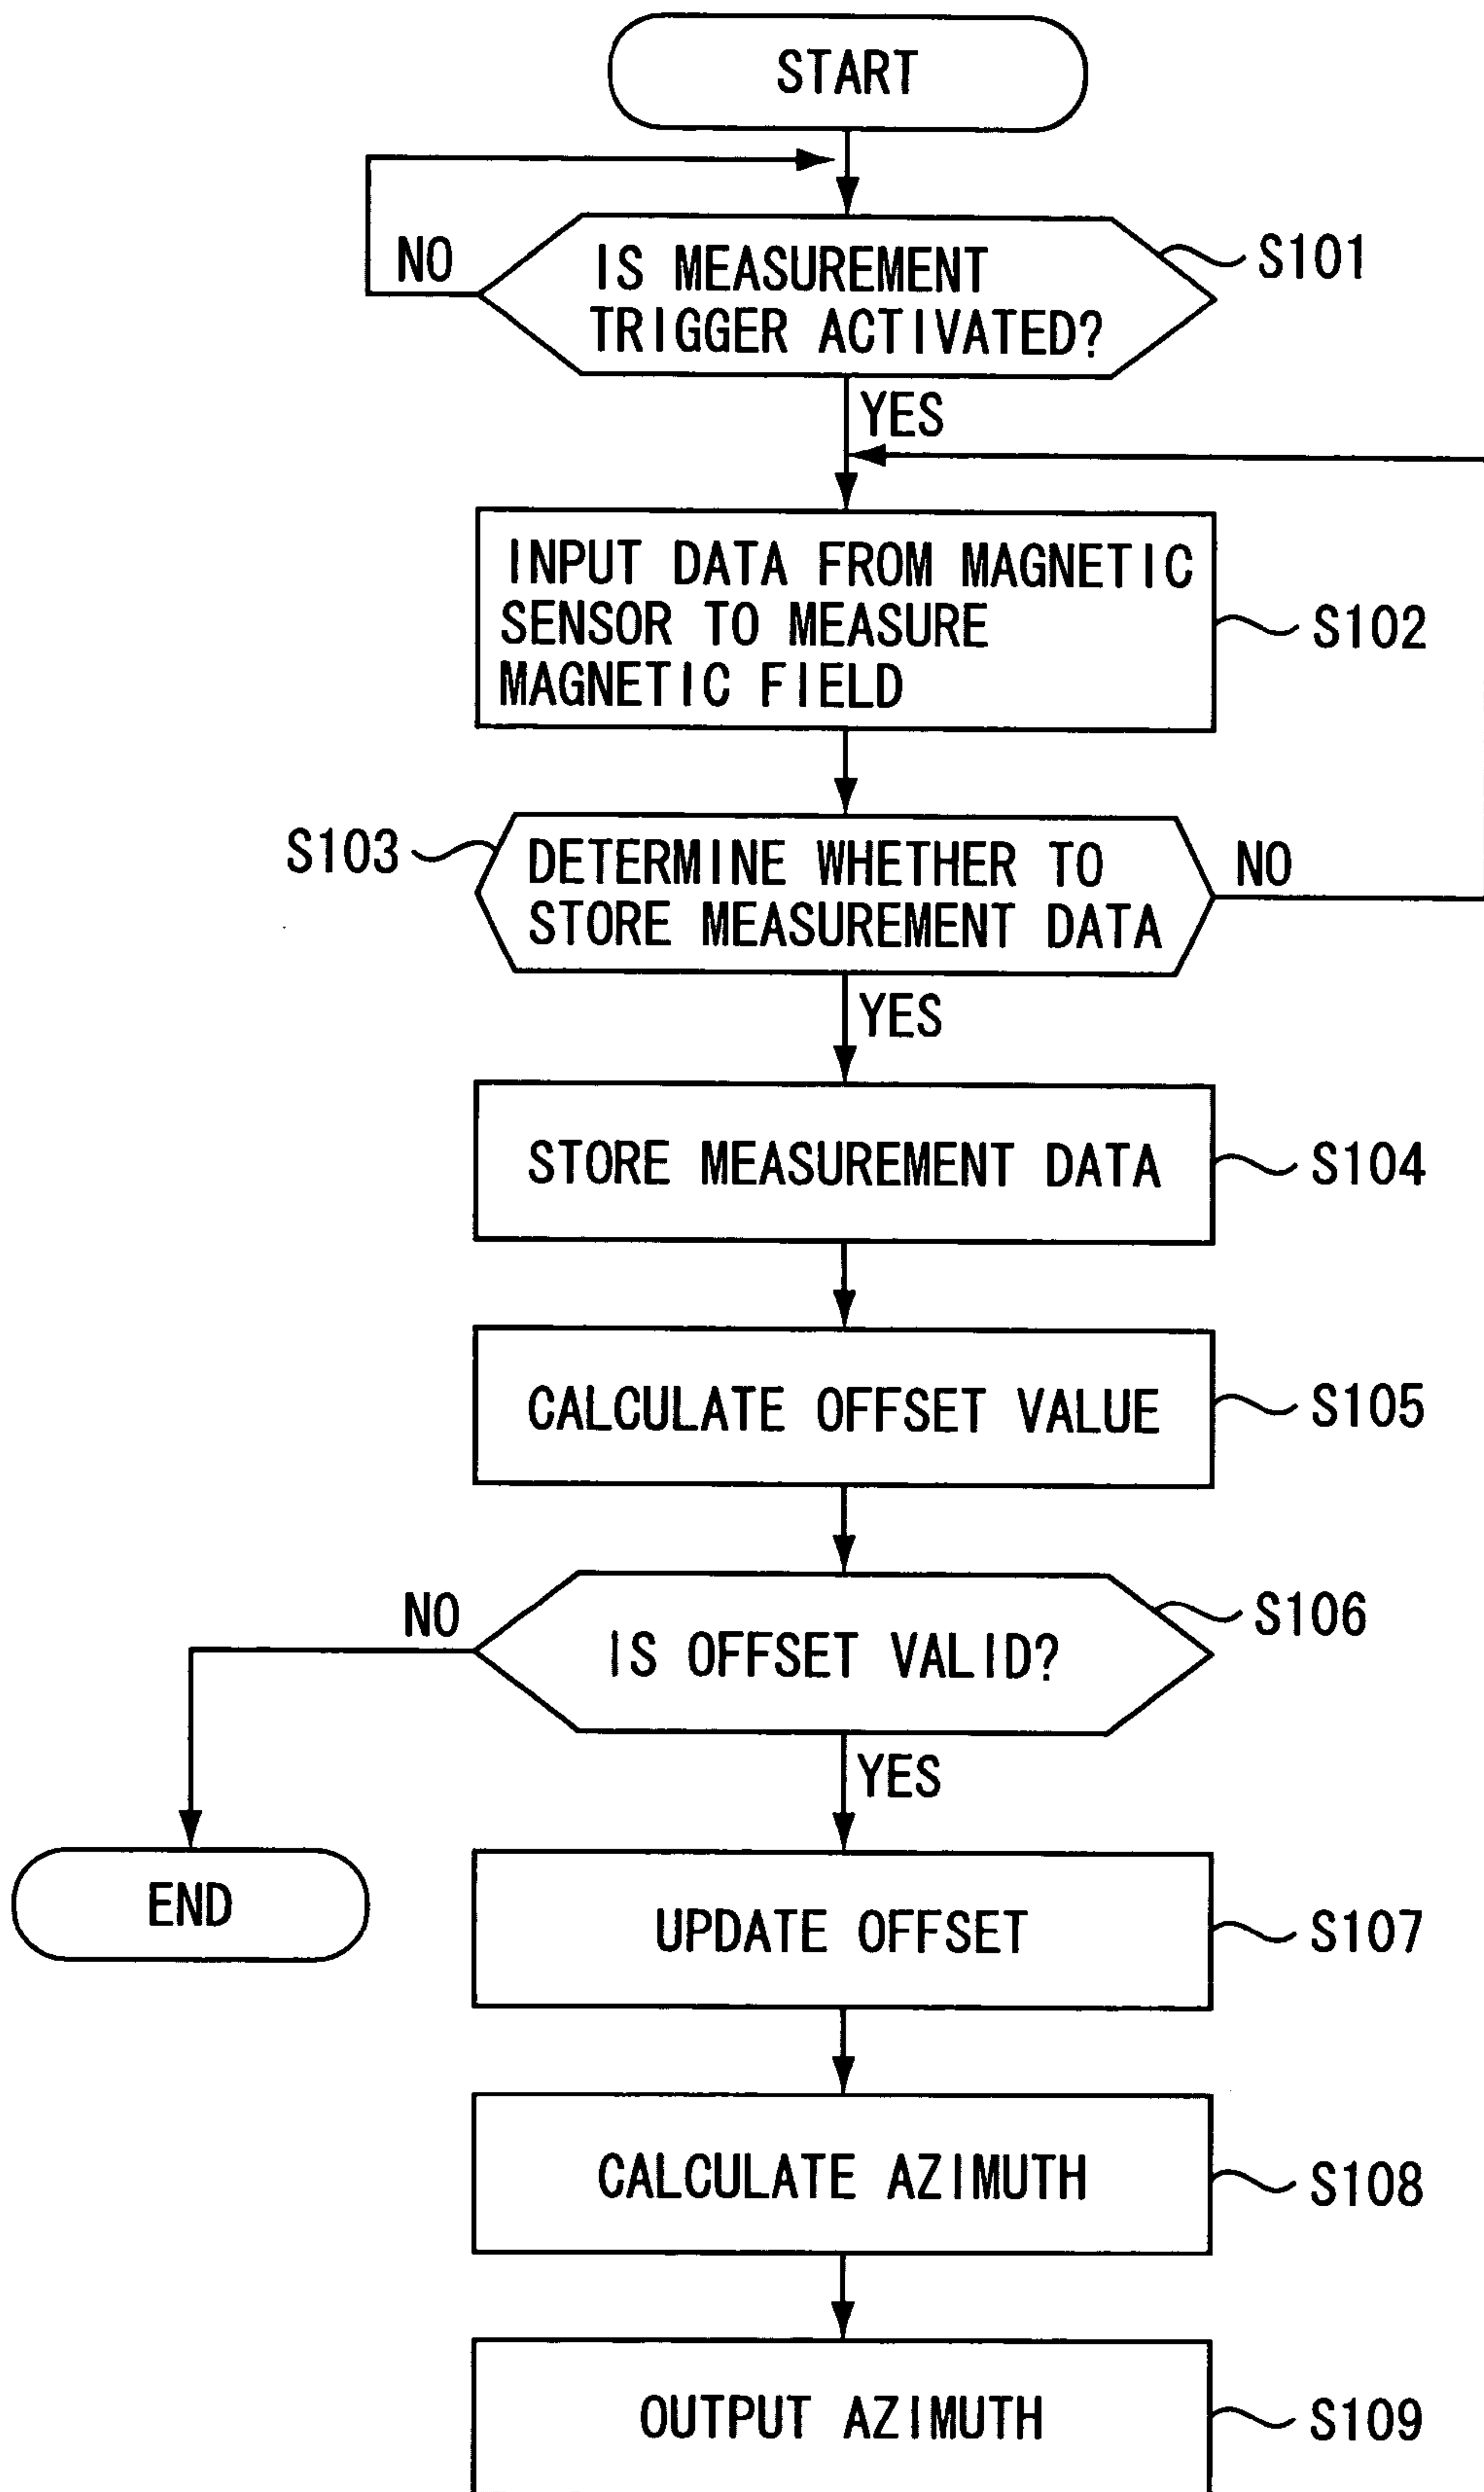 START
NO
IS MEASUREMENT
TRIGGER ACTIVATED?
S101
YES
INPUT DATA FROM MAGNETIC
SENSOR TO MEASURE
MAGNETIC FIELD
S102
S103
DETERMINE WHETHER TO
STORE MEASUREMENT DATA
NO
YES
STORE MEASUREMENT DATA
S104
CALCULATE OFFSET VALUE
S105
NO
IS OFFSET VALID?
S106
YES
END
UPDATE OFFSET
S107
CALCULATE AZIMUTH
S108
OUTPUT AZIMUTH
S109